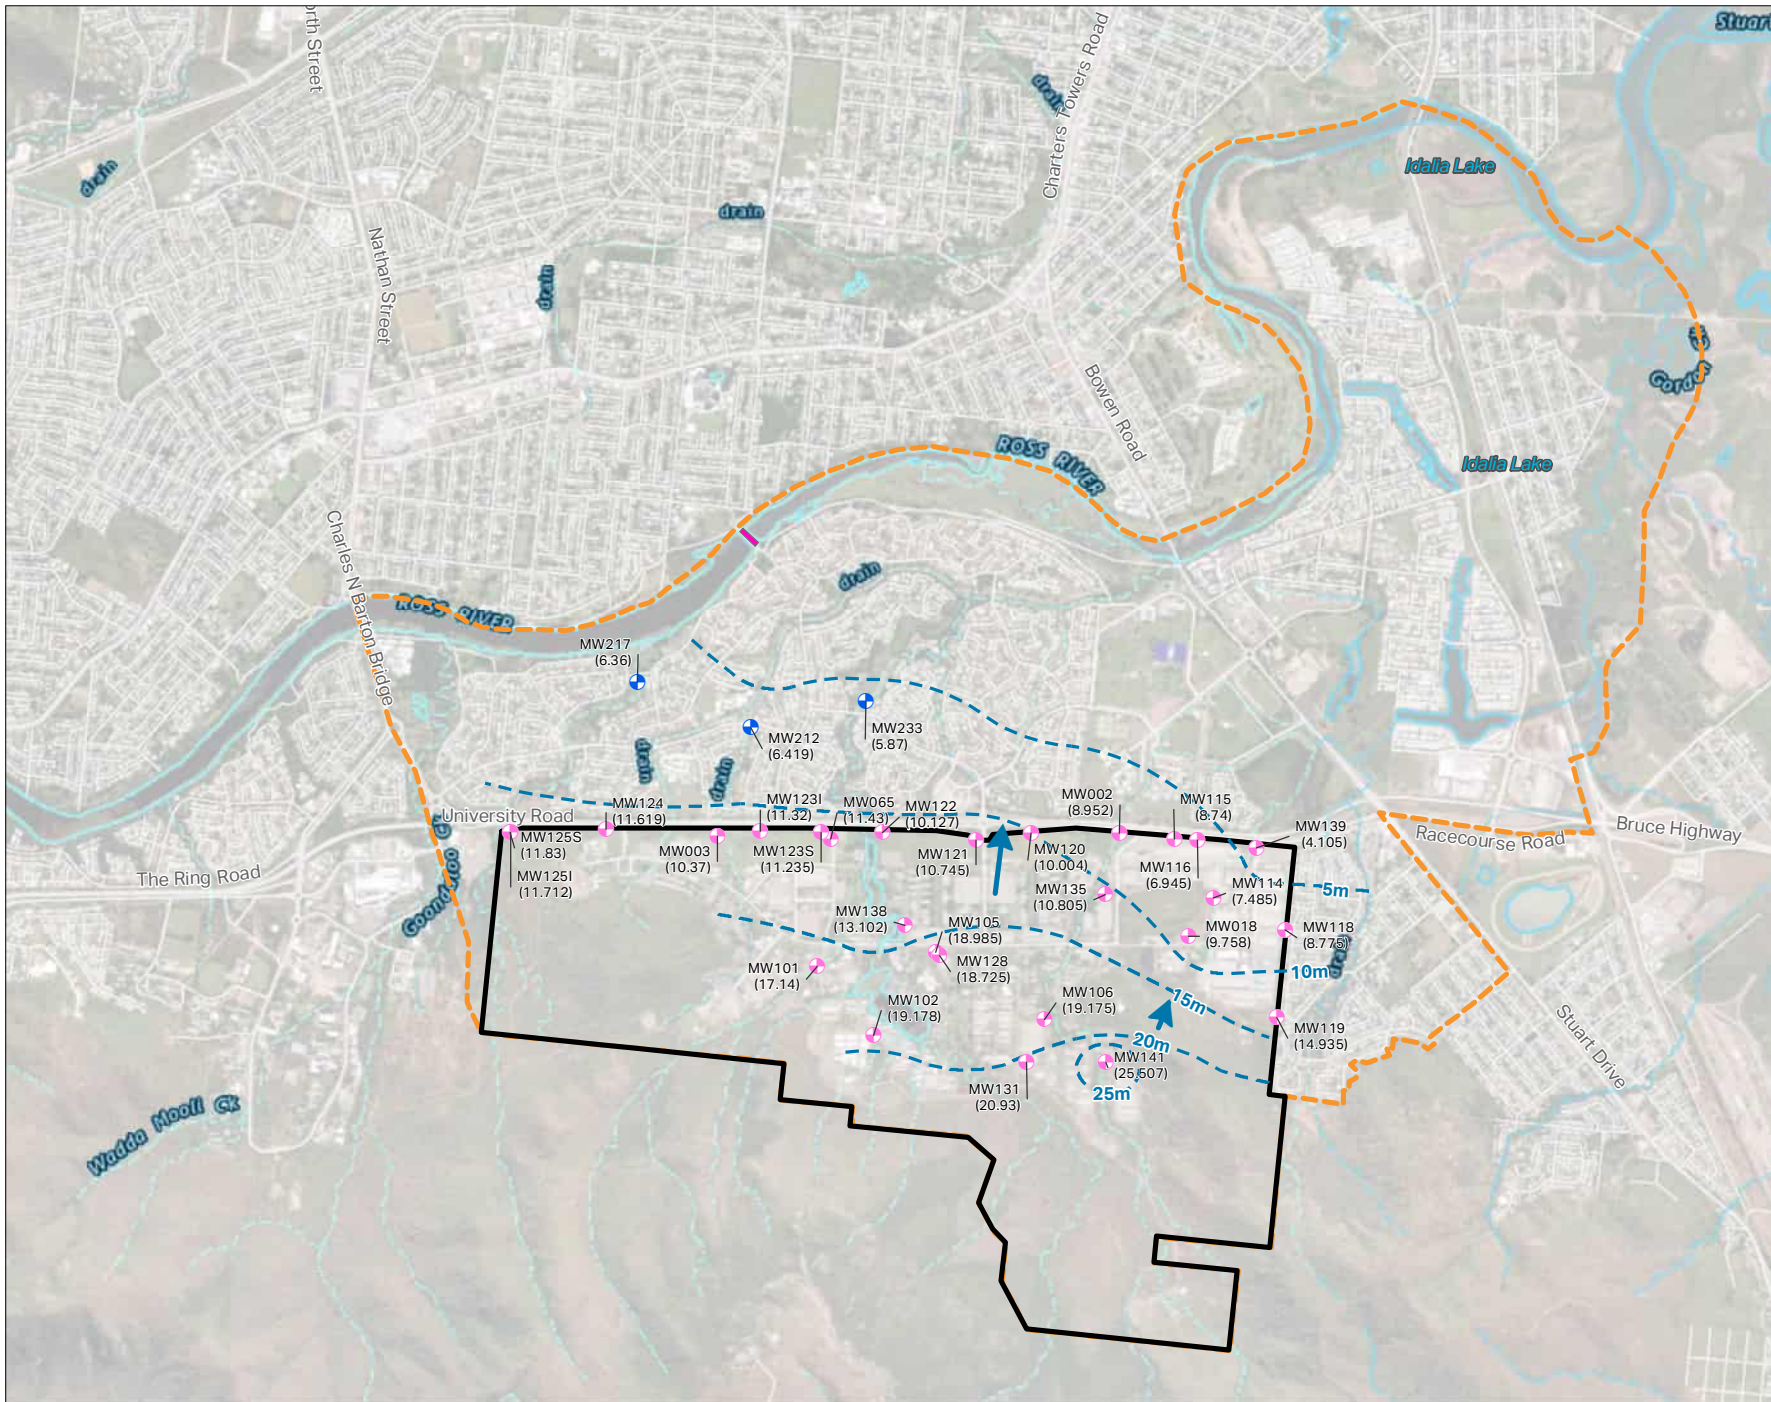 orth Street
Charters Towers Road
Stuar
drain
drain
drain
Idalia Lake
Nathan Street
drain
Gordon Ck
Bowen Road
ROSS RIVER
Idalia Lake
Charles N Barton Bridge
drain
ROSS RIVER
MW217
(6.36)
MW212
(6.419)
MW233
(5.87)
drain
drain
University Road
MW124
(11.619)
MW123I
(11.32)
MW065
(11.43)
MW122
(10.127)
MW002
(8.952)
MW115
(8.74)
MW139
(4.105)
Racecourse Road
Bruce Highway
MW125S
(11.83)
MW125I
(11.712)
MW003
(10.37)
MW123S
(11.235)
MW121
(10.745)
MW120
(10.004)
MW116
(6.945)
MW114
(7.485)
5m
The Ring Road
MW135
(10.805)
MW138
(13.102)
MW105
(18.985)
MW018
(9.758)
MW118
(8.775)
drain
MW101
(17.14)
MW128
(18.725)
10m
MW102
(19.178)
MW106
(19.175)
15m
20m
MW119
(14.935)
Stuart Drive
MW141
(25.507)
25m
MW131
(20.93)
Wadda Mooli Ck